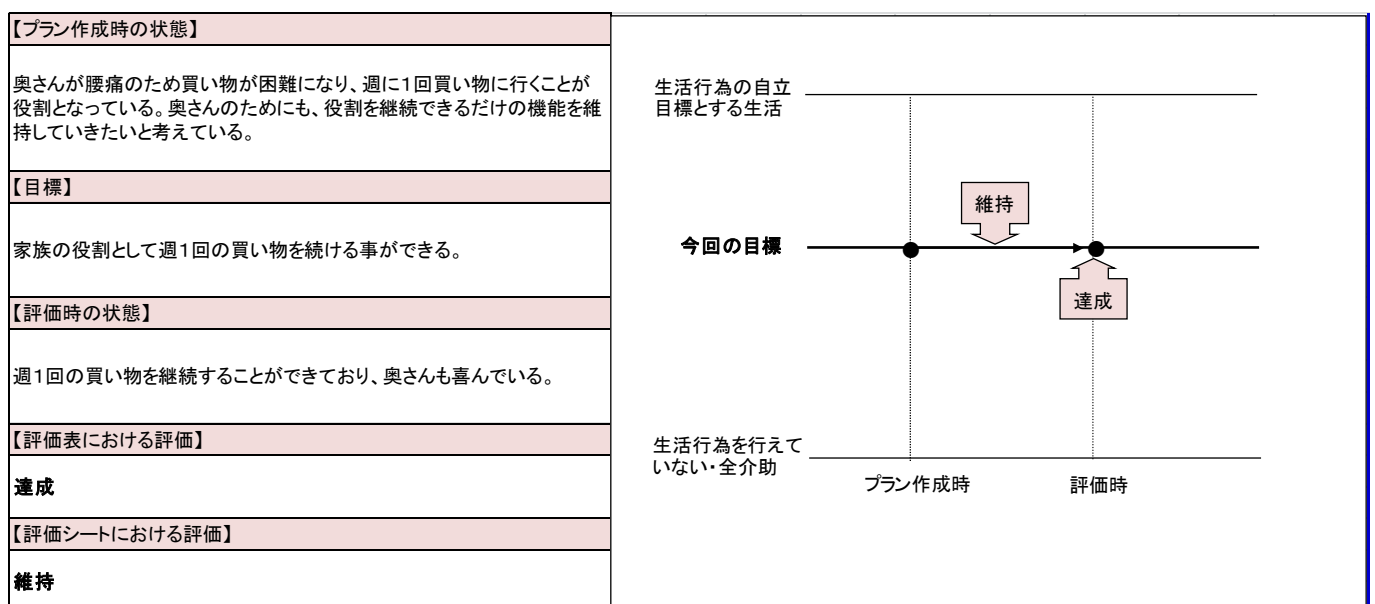 【プラン作成時の状態】
奥さんが腰痛のため買い物が困難になり、週に１回買い物に行くことが
役割となっている。奥さんのためにも、役割を継続できるだけの機能を維
持していきたいと考えている。
【目標】
家族の役割として週１回の買い物を続ける事ができる。
【評価時の状態】
週１回の買い物を継続することができており、奥さんも喜んでいる。
【評価表における評価】
達成
【評価シートにおける評価】
維持
生活行為の自立
目標とする生活
維持
今回の目標
達成
生活行為を行えて
いない・全介助
プラン作成時
評価時